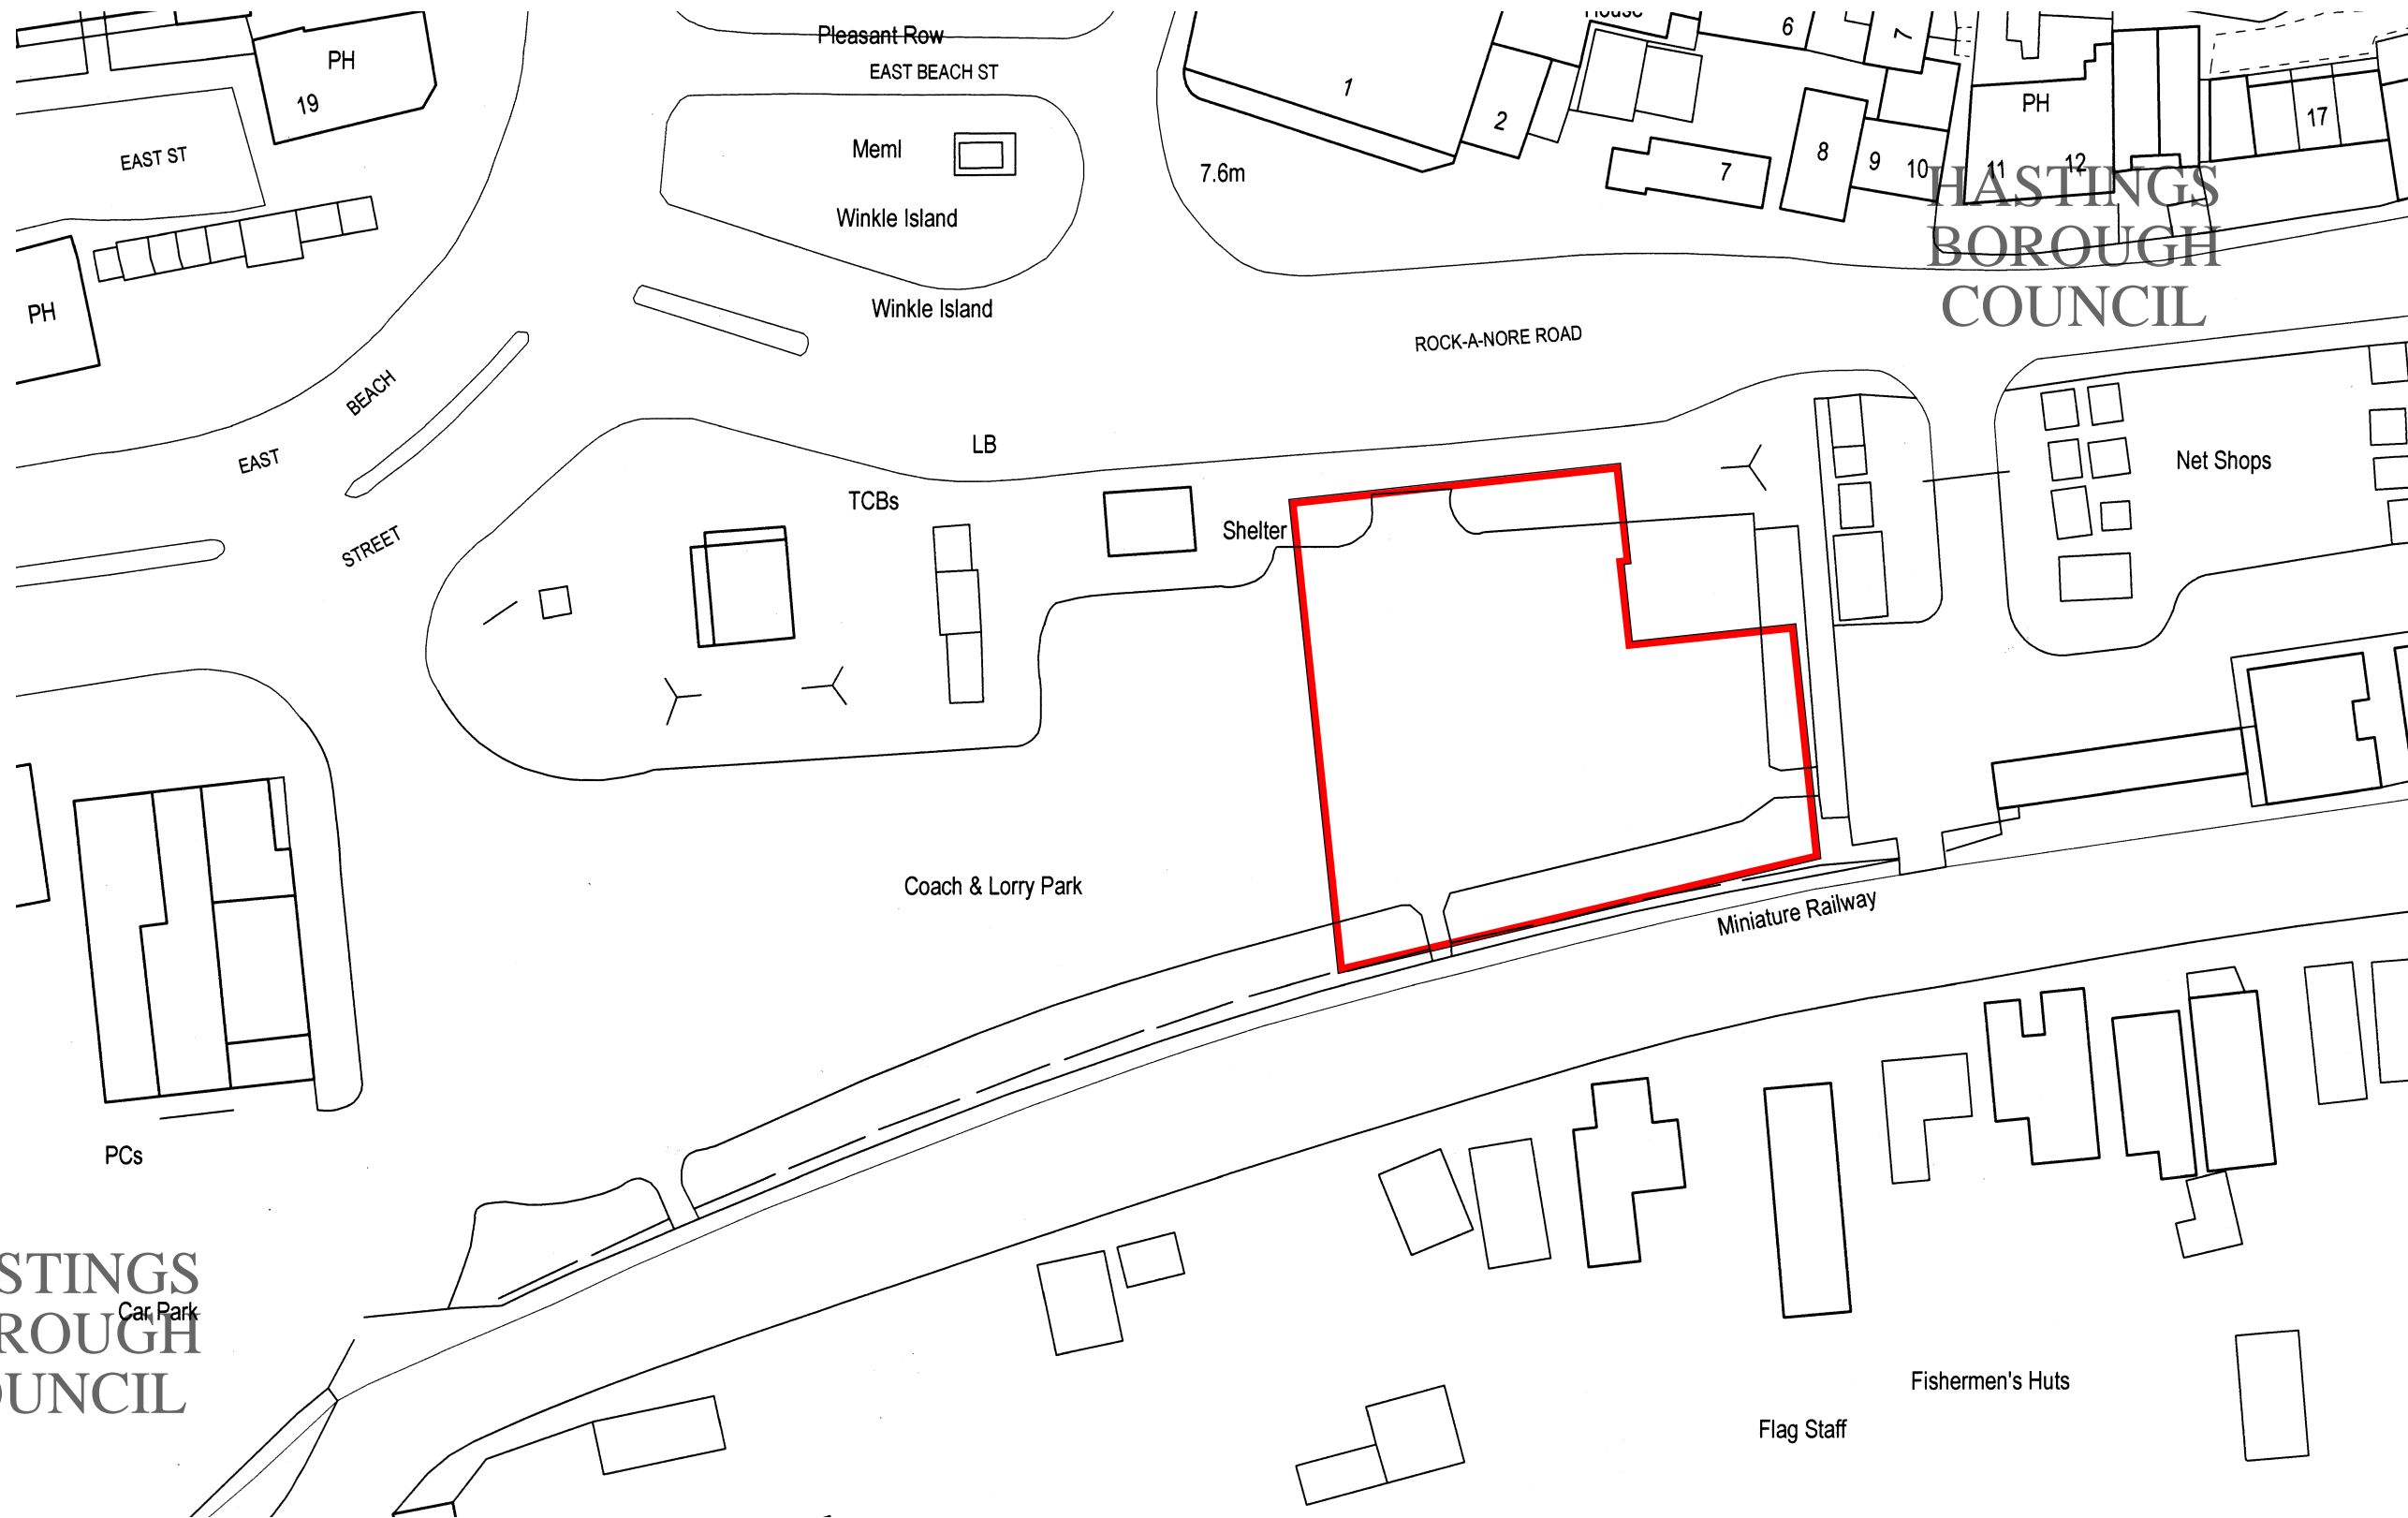 House
Pleasant Row
EAST BEACH ST
PH
19
6
7
1
2
PH
17
EAST ST
Meml
7.6m
7
8
9
10
11
12
HASTINGS
BOROUGH
COUNCIL
Winkle Island
PH
Winkle Island
ROCK-A-NORE ROAD
BEACH
EAST
STREET
LB
TCBs
Shelter
Net Shops
Coach & Lorry Park
Miniature Railway
PCs
STINGS
ROUGH
OUNCIL
Car Park
Fishermen's Huts
Flag Staff